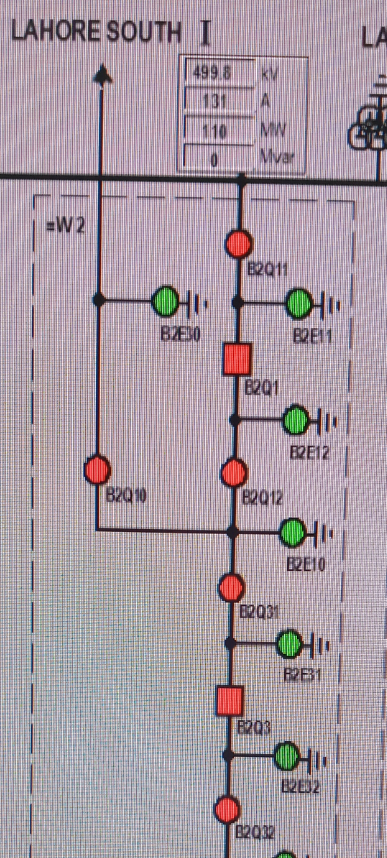 LAHORE SOUTH I
LA
499.8 kV
131 A
110 MW
0 Mvar
=W2
B2Q11
B2E30
B2E11
B2Q1
B2E12
B2Q10
B2Q12
B2E10
B2Q31
B2E31
B2Q3
B2E32
B2Q32